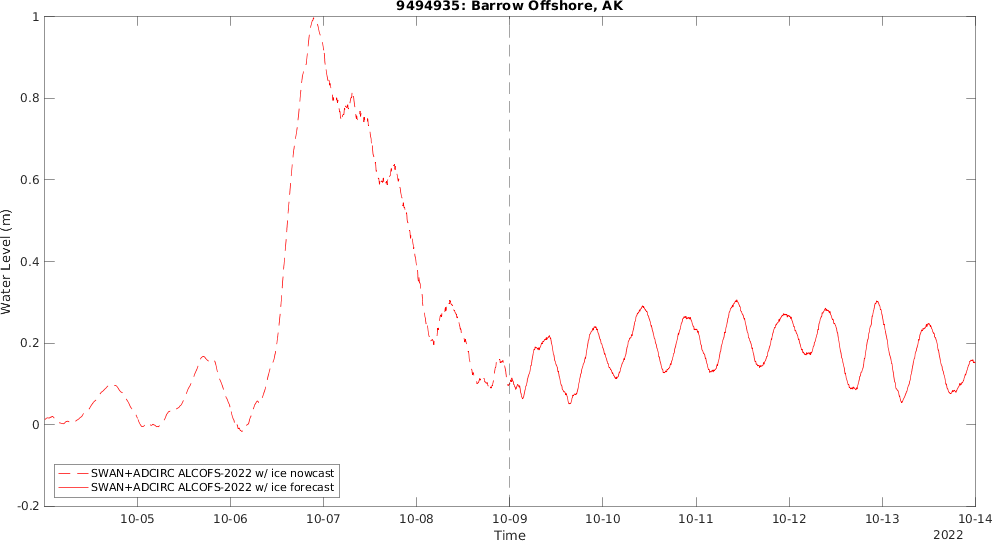 9494935: Barrow Offshore, AK
1
0.8
0.6
0.4
0.2
0
-0.2
Water Level (m)
SWAN+ADCIRC ALCOFS-2022 w/ ice nowcast
SWAN+ADCIRC ALCOFS-2022 w/ ice forecast
10-05 10-06 10-07 10-08 10-09 10-10 10-11 10-12 10-13 10-14
Time
2022